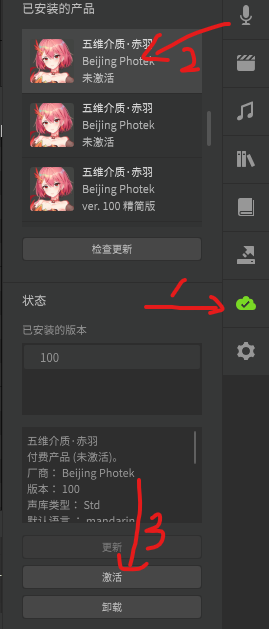 已安装的产品
五维介质·赤羽
Beijing Photek
未激活
2
五维介质·赤羽
Beijing Photek
未激活
五维介质·赤羽
Beijing Photek
ver. 100 精简版
检查更新
状态
1
已安装的版本
100
五维介质·赤羽
付费产品 (未激活)。
厂商： Beijing Photek
版本： 100
声库类型： Std
默认语言： mandarin
3
更新
激活
卸载